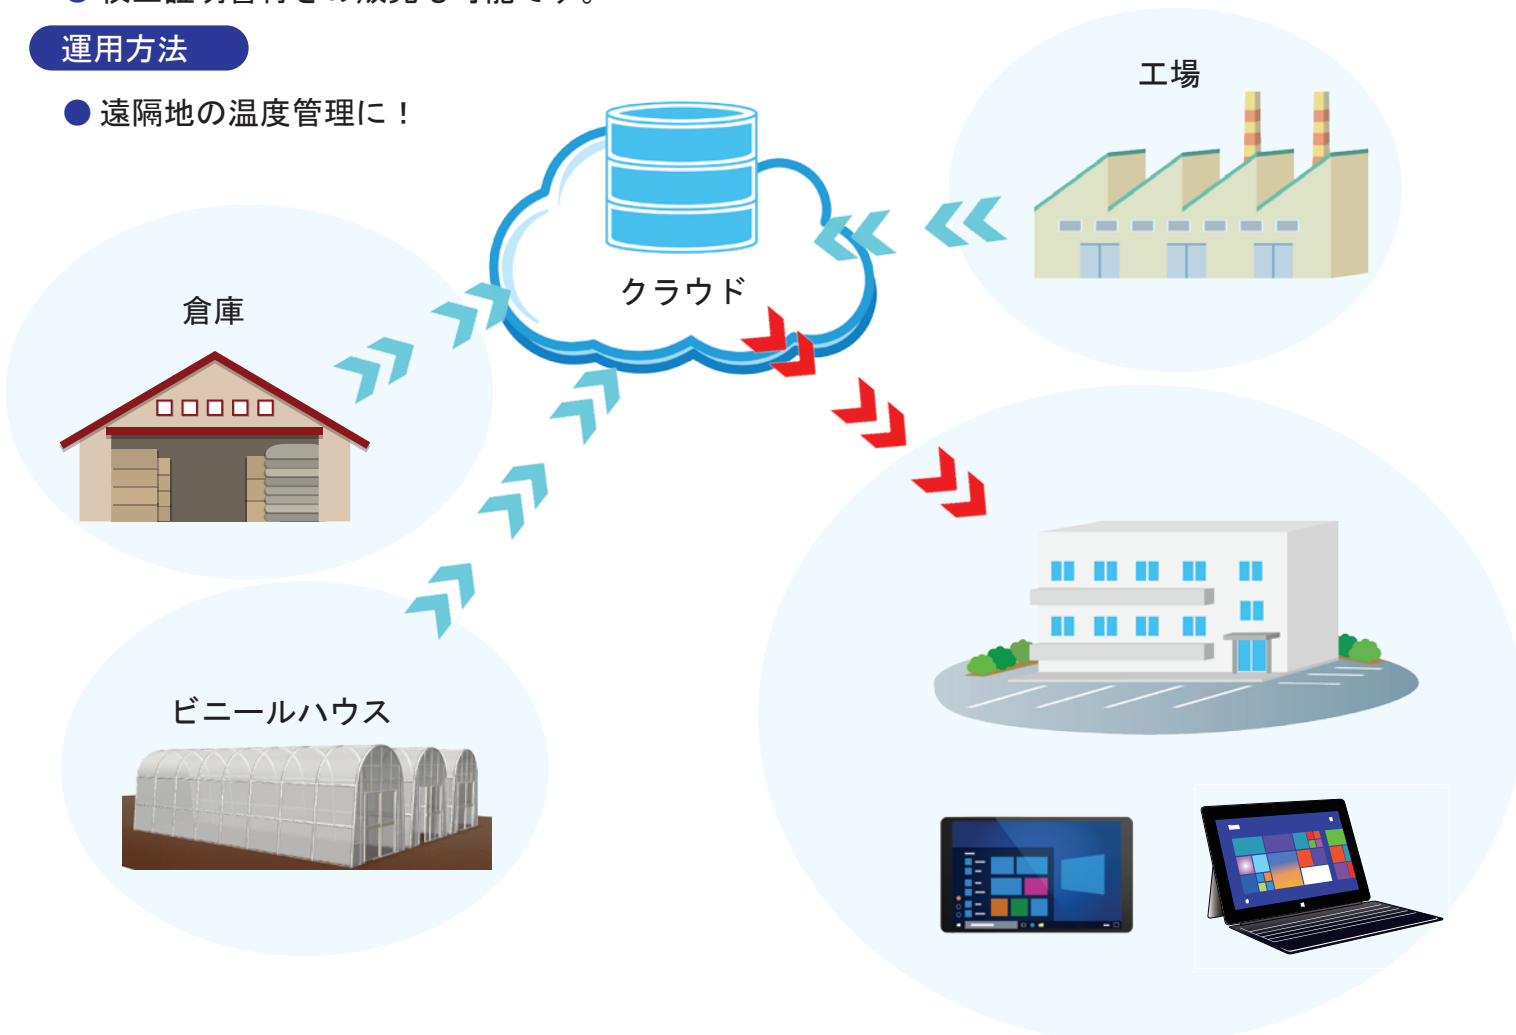 運用方法
● 遠隔地の温度管理に！
工場
クラウド
倉庫
ビニールハウス